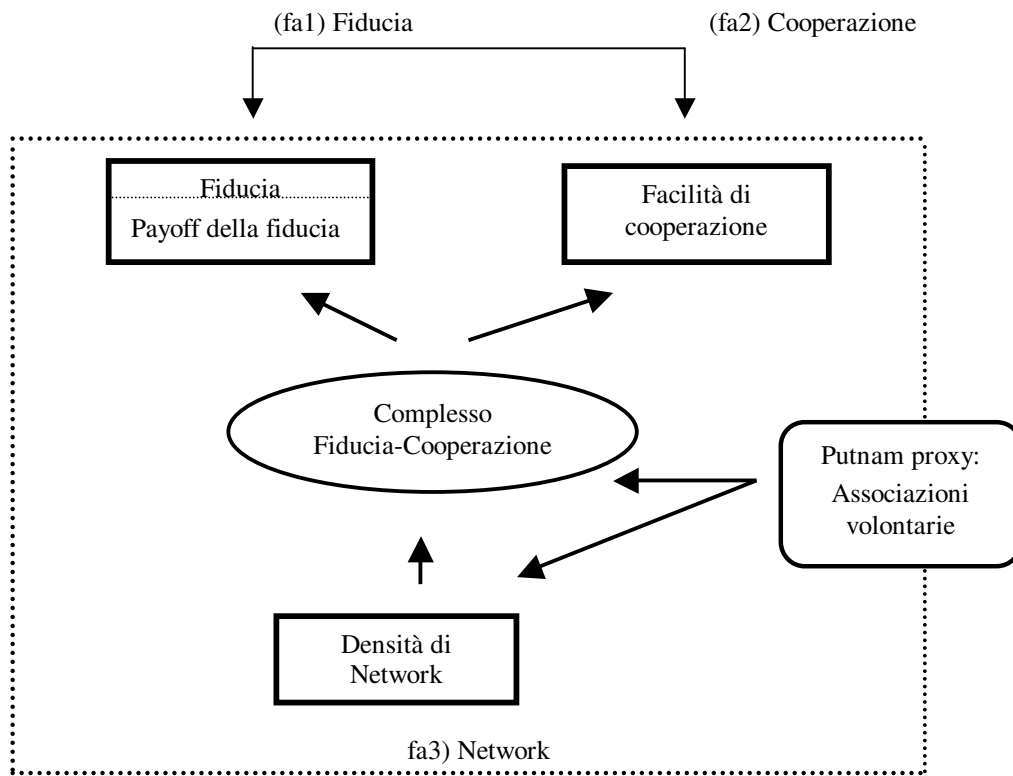 (fa1) Fiducia
(fa2) Cooperazione
Fiducia
Payoff della fiducia
Facilità di
cooperazione
Complesso
Fiducia-Cooperazione
Putnam proxy:
Associazioni
volontarie
Densità di
Network
fa3) Network